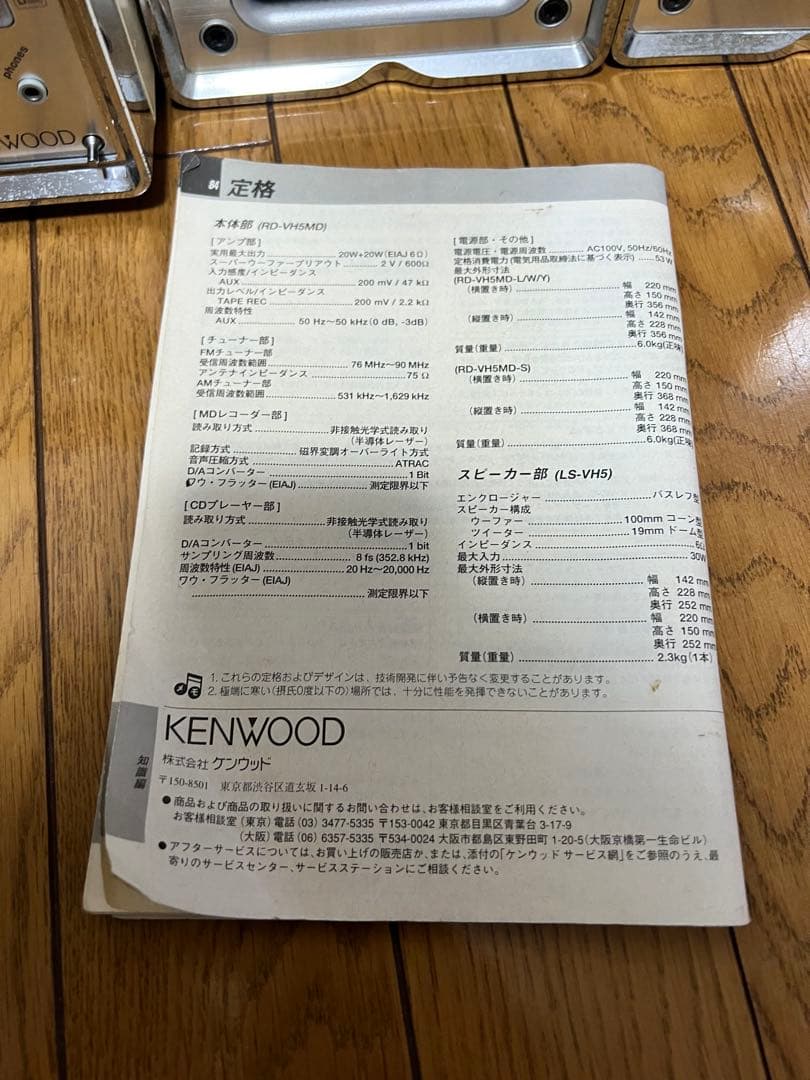 phones
WOOD
84 定格
本体部 (RD-VH5MD)
[アンプ部]
実用最大出力 .................. 20W+20W(EIAJ 6Ω)
スーパーウーファープリアウト ............ 2 V / 600Ω
入力感度/インピーダンス
AUX .................. 200 mV / 47 kΩ
出力レベル/インピーダンス
TAPE REC .................. 200 mV / 2.2 kΩ
周波数特性
AUX ............ 50 Hz〜50 kHz(0 dB, -3dB)
[チューナー部]
FMチューナー部
受信周波数範囲 .................. 76 MHz〜90 MHz
アンテナインピーダンス .................. 75 Ω
AMチューナー部
受信周波数範囲 .................. 531 kHz〜1,629 kHz
[MDレコーダー部]
読み取り方式 .................. 非接触光学式読み取り
(半導体レーザー)
記録方式 .................. 磁界変調オーバーライト方式
音声圧縮方式 .................. ATRAC
D/Aコンバーター .................. 1 Bit
ワウ・フラッター(EIAJ) .................. 測定限界以下
[CDプレーヤー部]
読み取り方式 .................. 非接触光学式読み取り
(半導体レーザー)
D/Aコンバーター .................. 1 bit
サンプリング周波数 .................. 8 fs (352.8 kHz)
周波数特性(EIAJ) .................. 20 Hz〜20,000 Hz
ワウ・フラッター(EIAJ)
.................. 測定限界以下
[電源部・その他]
電源電圧・電源周波数 ............ AC100V, 50Hz/60Hz
定格消費電力(電気用品取締法に基づく表示) ...... 53 W
最大外形寸法
(RD-VH5MD-L/W/Y)
(横置き時) .................. 幅 220 mm
高さ 150 mm
奥行 356 mm
(縦置き時) .................. 幅 142 mm
高さ 228 mm
奥行 356 mm
質量(重量) .................. 6.0kg(正味)
(RD-VH5MD-S)
(横置き時) .................. 幅 220 mm
高さ 150 mm
奥行 368 mm
(縦置き時) .................. 幅 142 mm
高さ 228 mm
奥行 368 mm
質量(重量) .................. 6.0kg(正味)
スピーカー部 (LS-VH5)
エンクロージャー .................. バスレフ型
スピーカー構成
ウーファー .................. 100mm コーン型
ツイーター .................. 19mm ドーム型
インピーダンス .................. 6Ω
最大入力 .................. 30W
最大外形寸法
(縦置き時) .................. 幅 142 mm
高さ 228 mm
奥行 252 mm
(横置き時) .................. 幅 220 mm
高さ 150 mm
奥行 252 mm
質量(重量) .................. 2.3kg(1本)
メモ
1. これらの定格およびデザインは、技術開発に伴い予告なく変更することがあります。
2. 極端に寒い(摂氏0度以下の)場所では、十分に性能を発揮できないことがあります。
知識編
KENWOOD
株式会社 ケンウッド
〒150-8501 東京都渋谷区道玄坂 1-14-6
● 商品および商品の取り扱いに関するお問い合わせは、お客様相談室をご利用ください。
お客様相談室 (東京) 電話 (03) 3477-5335 〒153-0042 東京都目黒区青葉台 3-17-9
(大阪) 電話 (06) 6357-5335 〒534-0024 大阪市都島区東野田町 1-20-5(大阪京橋第一生命ビル)
● アフターサービスについては、お買い上げの販売店か、または、添付の「ケンウッド サービス網」をご参照のうえ、最
寄りのサービスセンター、サービスステーションにご相談ください。